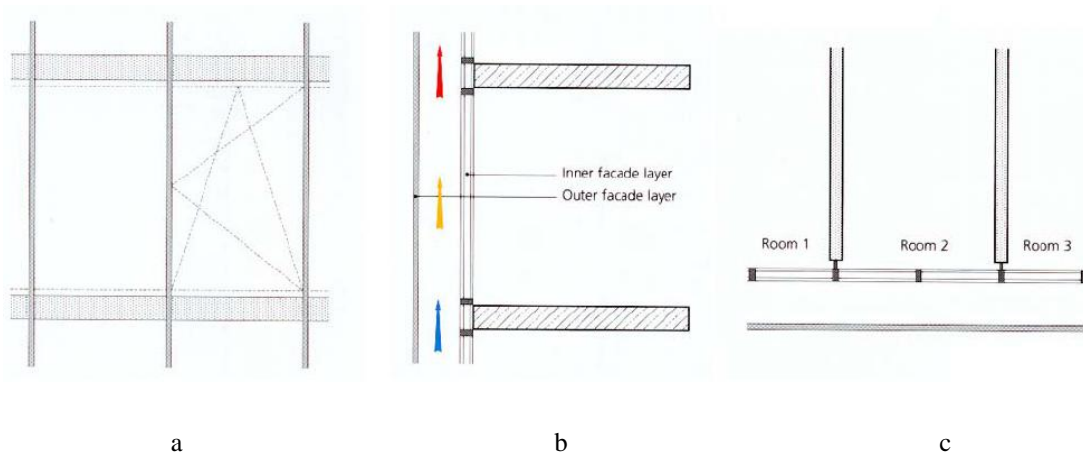 Inner facade layer
Outer facade layer
Room 1
Room 2
Room 3
a
b
c